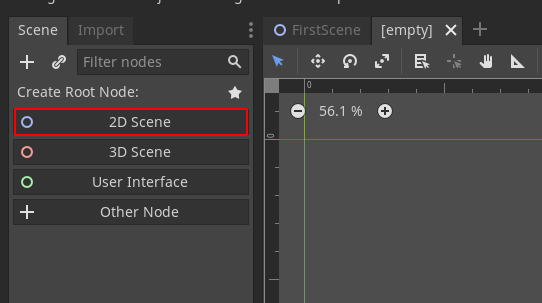 Scene Import
Filter nodes
Create Root Node:
2D Scene
3D Scene
User Interface
Other Node
FirstScene [empty]
0
56.1 %
0